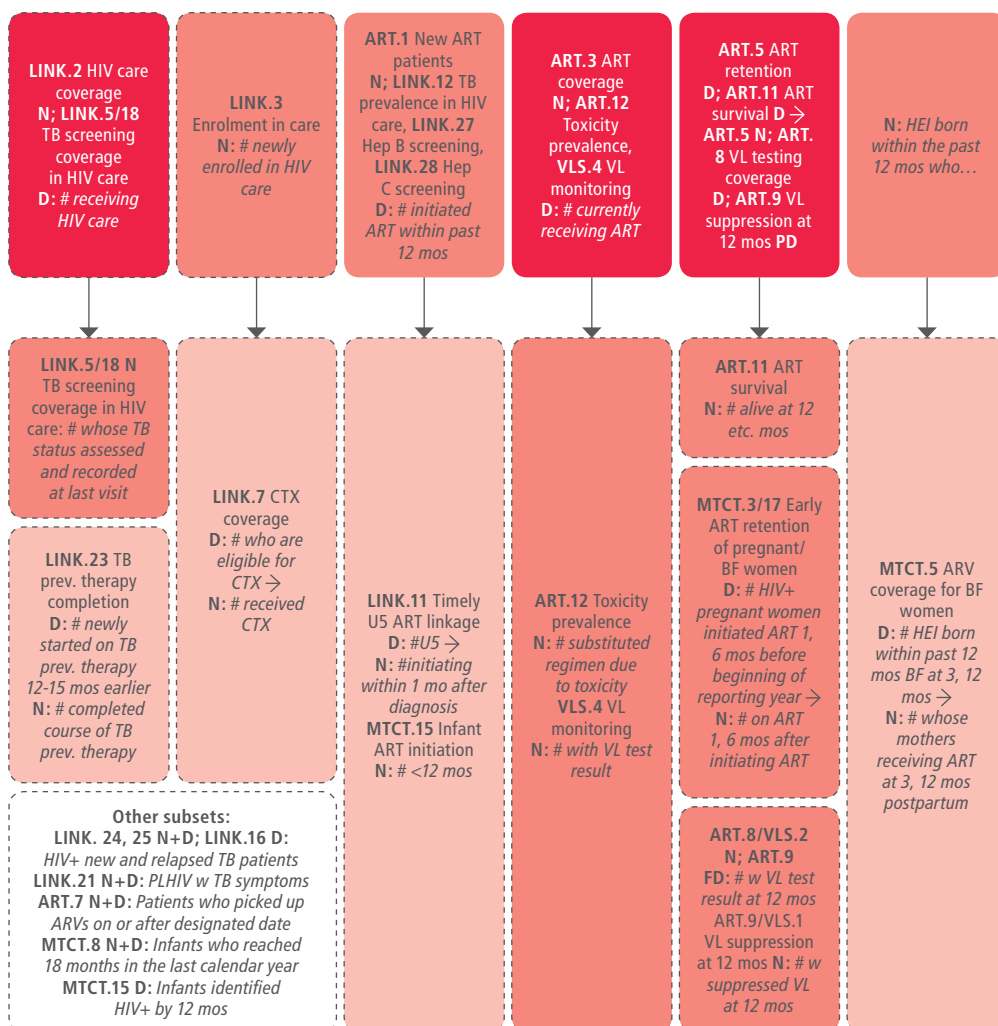 LINK.2 HIV care
coverage
N; LINK.5/18
TB screening
coverage
in HIV care
D: # receiving
HIV care
LINK.3
Enrolment in care
N: # newly
enrolled in HIV
care
ART.1 New ART
patients
N; LINK.12 TB
prevalence in HIV
care, LINK.27
Hep B screening,
LINK.28 Hep
C screening
D: # initiated
ART within past
12 mos
ART.3 ART
coverage
N; ART.12
Toxicity
prevalence,
VLS.4 VL
monitoring
D: # currently
receiving ART
ART.5 ART
retention
D; ART.11 ART
survival D →
ART.5 N; ART.
8 VL testing
coverage
D; ART.9 VL
suppression at
12 mos PD
N: HEI born
within the past
12 mos who…
LINK.5/18 N
TB screening
coverage in HIV
care: # whose TB
status assessed
and recorded
at last visit
LINK.23 TB
prev. therapy
completion
D: # newly
started on TB
prev. therapy
12-15 mos earlier
N: # completed
course of TB
prev. therapy
LINK.7 CTX
coverage
D: # who are
eligible for
CTX →
N: # received
CTX
Other subsets:
LINK. 24, 25 N+D; LINK.16 D:
HIV+ new and relapsed TB patients
LINK.21 N+D: PLHIV w TB symptoms
ART.7 N+D: Patients who picked up
ARVs on or after designated date
MTCT.8 N+D: Infants who reached
18 months in the last calendar year
MTCT.15 D: Infants identified
HIV+ by 12 mos
LINK.11 Timely
U5 ART linkage
D: #U5 →
N: #initiating
within 1 mo after
diagnosis
MTCT.15 Infant
ART initiation
N: # <12 mos
ART.12 Toxicity
prevalence
N: # substituted
regimen due
to toxicity
VLS.4 VL
monitoring
N: # with VL test
result
ART.11 ART
survival
N: # alive at 12
etc. mos
MTCT.3/17 Early
ART retention
of pregnant/
BF women
D: # HIV+
pregnant women
initiated ART 1,
6 mos before
beginning of
reporting year →
N: # on ART
1, 6 mos after
initiating ART
ART.8/VLS.2
N; ART.9
FD: # w VL test
result at 12 mos
ART.9/VLS.1
VL suppression
at 12 mos N: # w
suppressed VL
at 12 mos
MTCT.5 ARV
coverage for BF
women
D: # HEI born
within past 12
mos BF at 3, 12
mos →
N: # whose
mothers
receiving ART
at 3, 12 mos
postpartum